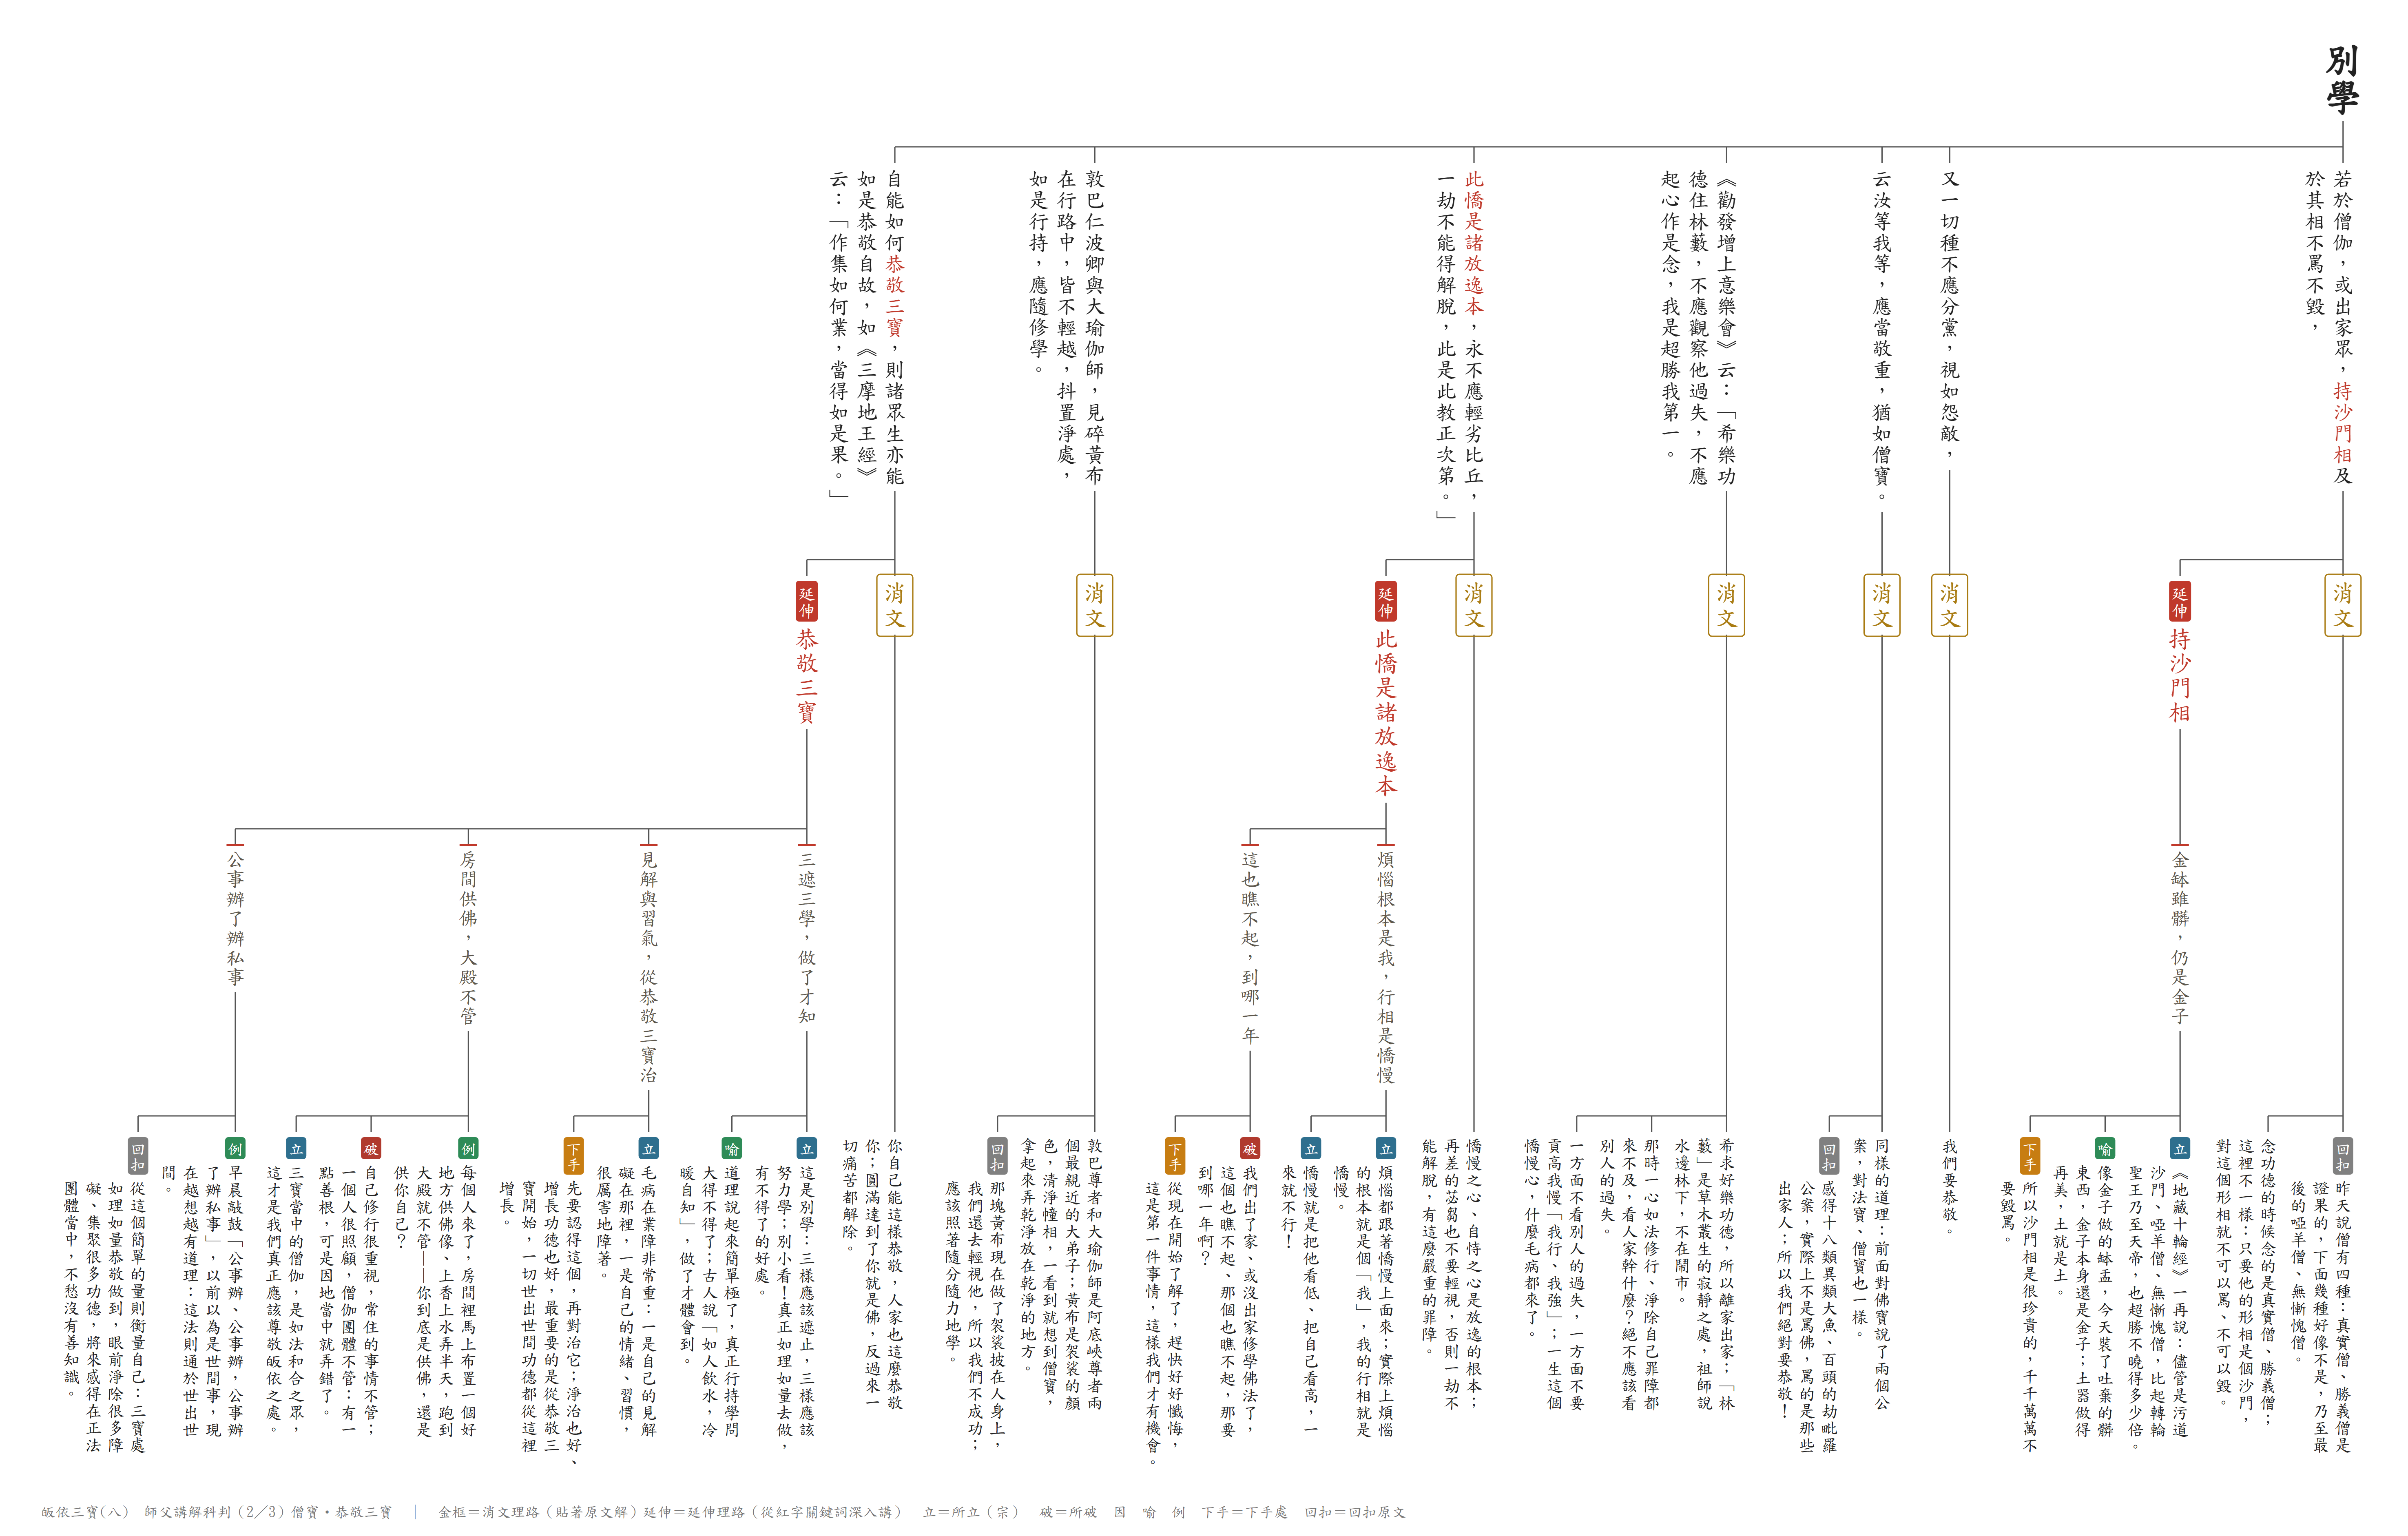 別學
若於僧伽，或出家眾，持沙門相及
於其相不罵不毀，
又一切種不應分黨，視如怨敵，
云汝等我等，應當敬重，猶如僧寶。
《勸發增上意樂會》云：「希樂功
德住林藪，不應觀察他過失，不應
起心作是念，我是超勝我第一。
此憍是諸放逸本，永不應輕劣比丘，
一劫不能得解脫，此是此教正次第。」
敦巴仁波卿與大瑜伽師，見碎黃布
在行路中，皆不輕越，抖置淨處，
如是行持，應隨修學。
自能如何恭敬三寶，則諸眾生亦能
如是恭敬自故，如《三摩地王經》
云：「作集如何業，當得如是果。」
消文
延伸
持沙門相
消文
消文
消文
消文
延伸
此憍是諸放逸本
消文
消文
延伸
恭敬三寶
金缽雖髒，仍是金子
煩惱根本是我，行相是憍慢
這也瞧不起，到哪一年
三遮三學，做了才知
見解與習氣，從恭敬三寶治
房間供佛，大殿不管
公事辦了辦私事
回扣
昨天說僧有四種：真實僧、勝義僧是
證果的，下面幾種好像不是，乃至最
後的啞羊僧、無慚愧僧。
念功德的時候念的是真實僧、勝義僧；
這裡不一樣：只要他的形相是個沙門，
對這個形相就不可以罵、不可以毀。
立
《地藏十輪經》一再說：儘管是污道
沙門、啞羊僧、無慚愧僧，比起轉輪
聖王乃至天帝，也超勝不曉得多少倍。
喻
像金子做的缽盂，今天裝了吐棄的髒
東西，金子本身還是金子；土器做得
再美，土就是土。
下手
所以沙門相是很珍貴的，千千萬萬不
要毀罵。
我們要恭敬。
同樣的道理：前面對佛寶說了兩個公
案，對法寶、僧寶也一樣。
回扣
感得十八類異類大魚、百頭的劫毗羅
公案，實際上不是罵佛，罵的是那些
出家人；所以我們絕對要恭敬！
希求好樂功德，所以離家出家；「林
藪」是草木叢生的寂靜之處，祖師說
水邊林下，不在鬧市。
那時一心如法修行、淨除自己罪障都
來不及，看人家幹什麼？絕不應該看
別人的過失。
一方面不看別人的過失，一方面不要
貢高我慢「我行、我強」；一生這個
憍慢心，什麼毛病都來了。
憍慢之心、自恃之心是放逸的根本；
再差的苾芻也不要輕視，否則一劫不
能解脫，有這麼嚴重的罪障。
立
煩惱都跟著憍慢上面來；實際上煩惱
的根本就是個「我」，我的行相就是
憍慢。
立
憍慢就是把他看低、把自己看高，一
來就不行！
破
我們出了家、或沒出家修學佛法了，
這個也瞧不起、那個也瞧不起，那要
到哪一年啊？
下手
從現在開始了解了，趕快好好懺悔，
這是第一件事情，這樣我們才有機會。
敦巴尊者和大瑜伽師是阿底峽尊者兩
個最親近的大弟子；黃布是袈裟的顏
色，清淨幢相，一看到就想到僧寶，
拿起來弄乾淨放在乾淨的地方。
回扣
那塊黃布現在做了袈裟披在人身上，
我們還去輕視他，所以我們不成功；
應該照著隨分隨力地學。
你自己能這樣恭敬，人家也這麼恭敬
你；圓滿達到了你就是佛，反過來一
切痛苦都解除。
立
這是別學：三樣應該遮止，三樣應該
努力學；別小看！真正如理如量去做，
有不得了的好處。
喻
道理說起來簡單極了，真正行持學問
大得不得了；古人說「如人飲水，冷
暖自知」，做了才體會到。
立
毛病在業障非常重：一是自己的見解
礙在那裡，一是自己的情緒、習慣，
很厲害地障著。
下手
先要認得這個，再對治它；淨治也好、
增長功德也好，最重要的是從恭敬三
寶開始，一切世出世間功德都從這裡
增長。
例
每個人來了，房間裡馬上布置一個好
地方供佛像、上香上水弄半天，跑到
大殿就不管——你到底是供佛，還是
供你自己？
破
自己修行很重視，常住的事情不管；
一個人很照顧，僧伽團體不管：有一
點善根，可是因地當中就弄錯了。
立
三寶當中的僧伽，是如法和合之眾，
這才是我們真正應該尊敬皈依之處。
例
早晨敲鼓「公事辦、公事辦，公事辦
了辦私事」，以前以為是世間事，現
在越想越有道理：這法則通於世出世
間。
回扣
從這個簡單的量則衡量自己：三寶處
如理如量恭敬做到，眼前淨除很多障
礙、集聚很多功德，將來感得在正法
團體當中，不愁沒有善知識。
皈依三寶(八)　師父講解科判（2／3）僧寶・恭敬三寶　｜　金框＝消文理路（貼著原文解）延伸＝延伸理路（從紅字關鍵詞深入講）　立＝所立（宗）　破＝所破　因　喻　例　下手＝下手處　回扣＝回扣原文